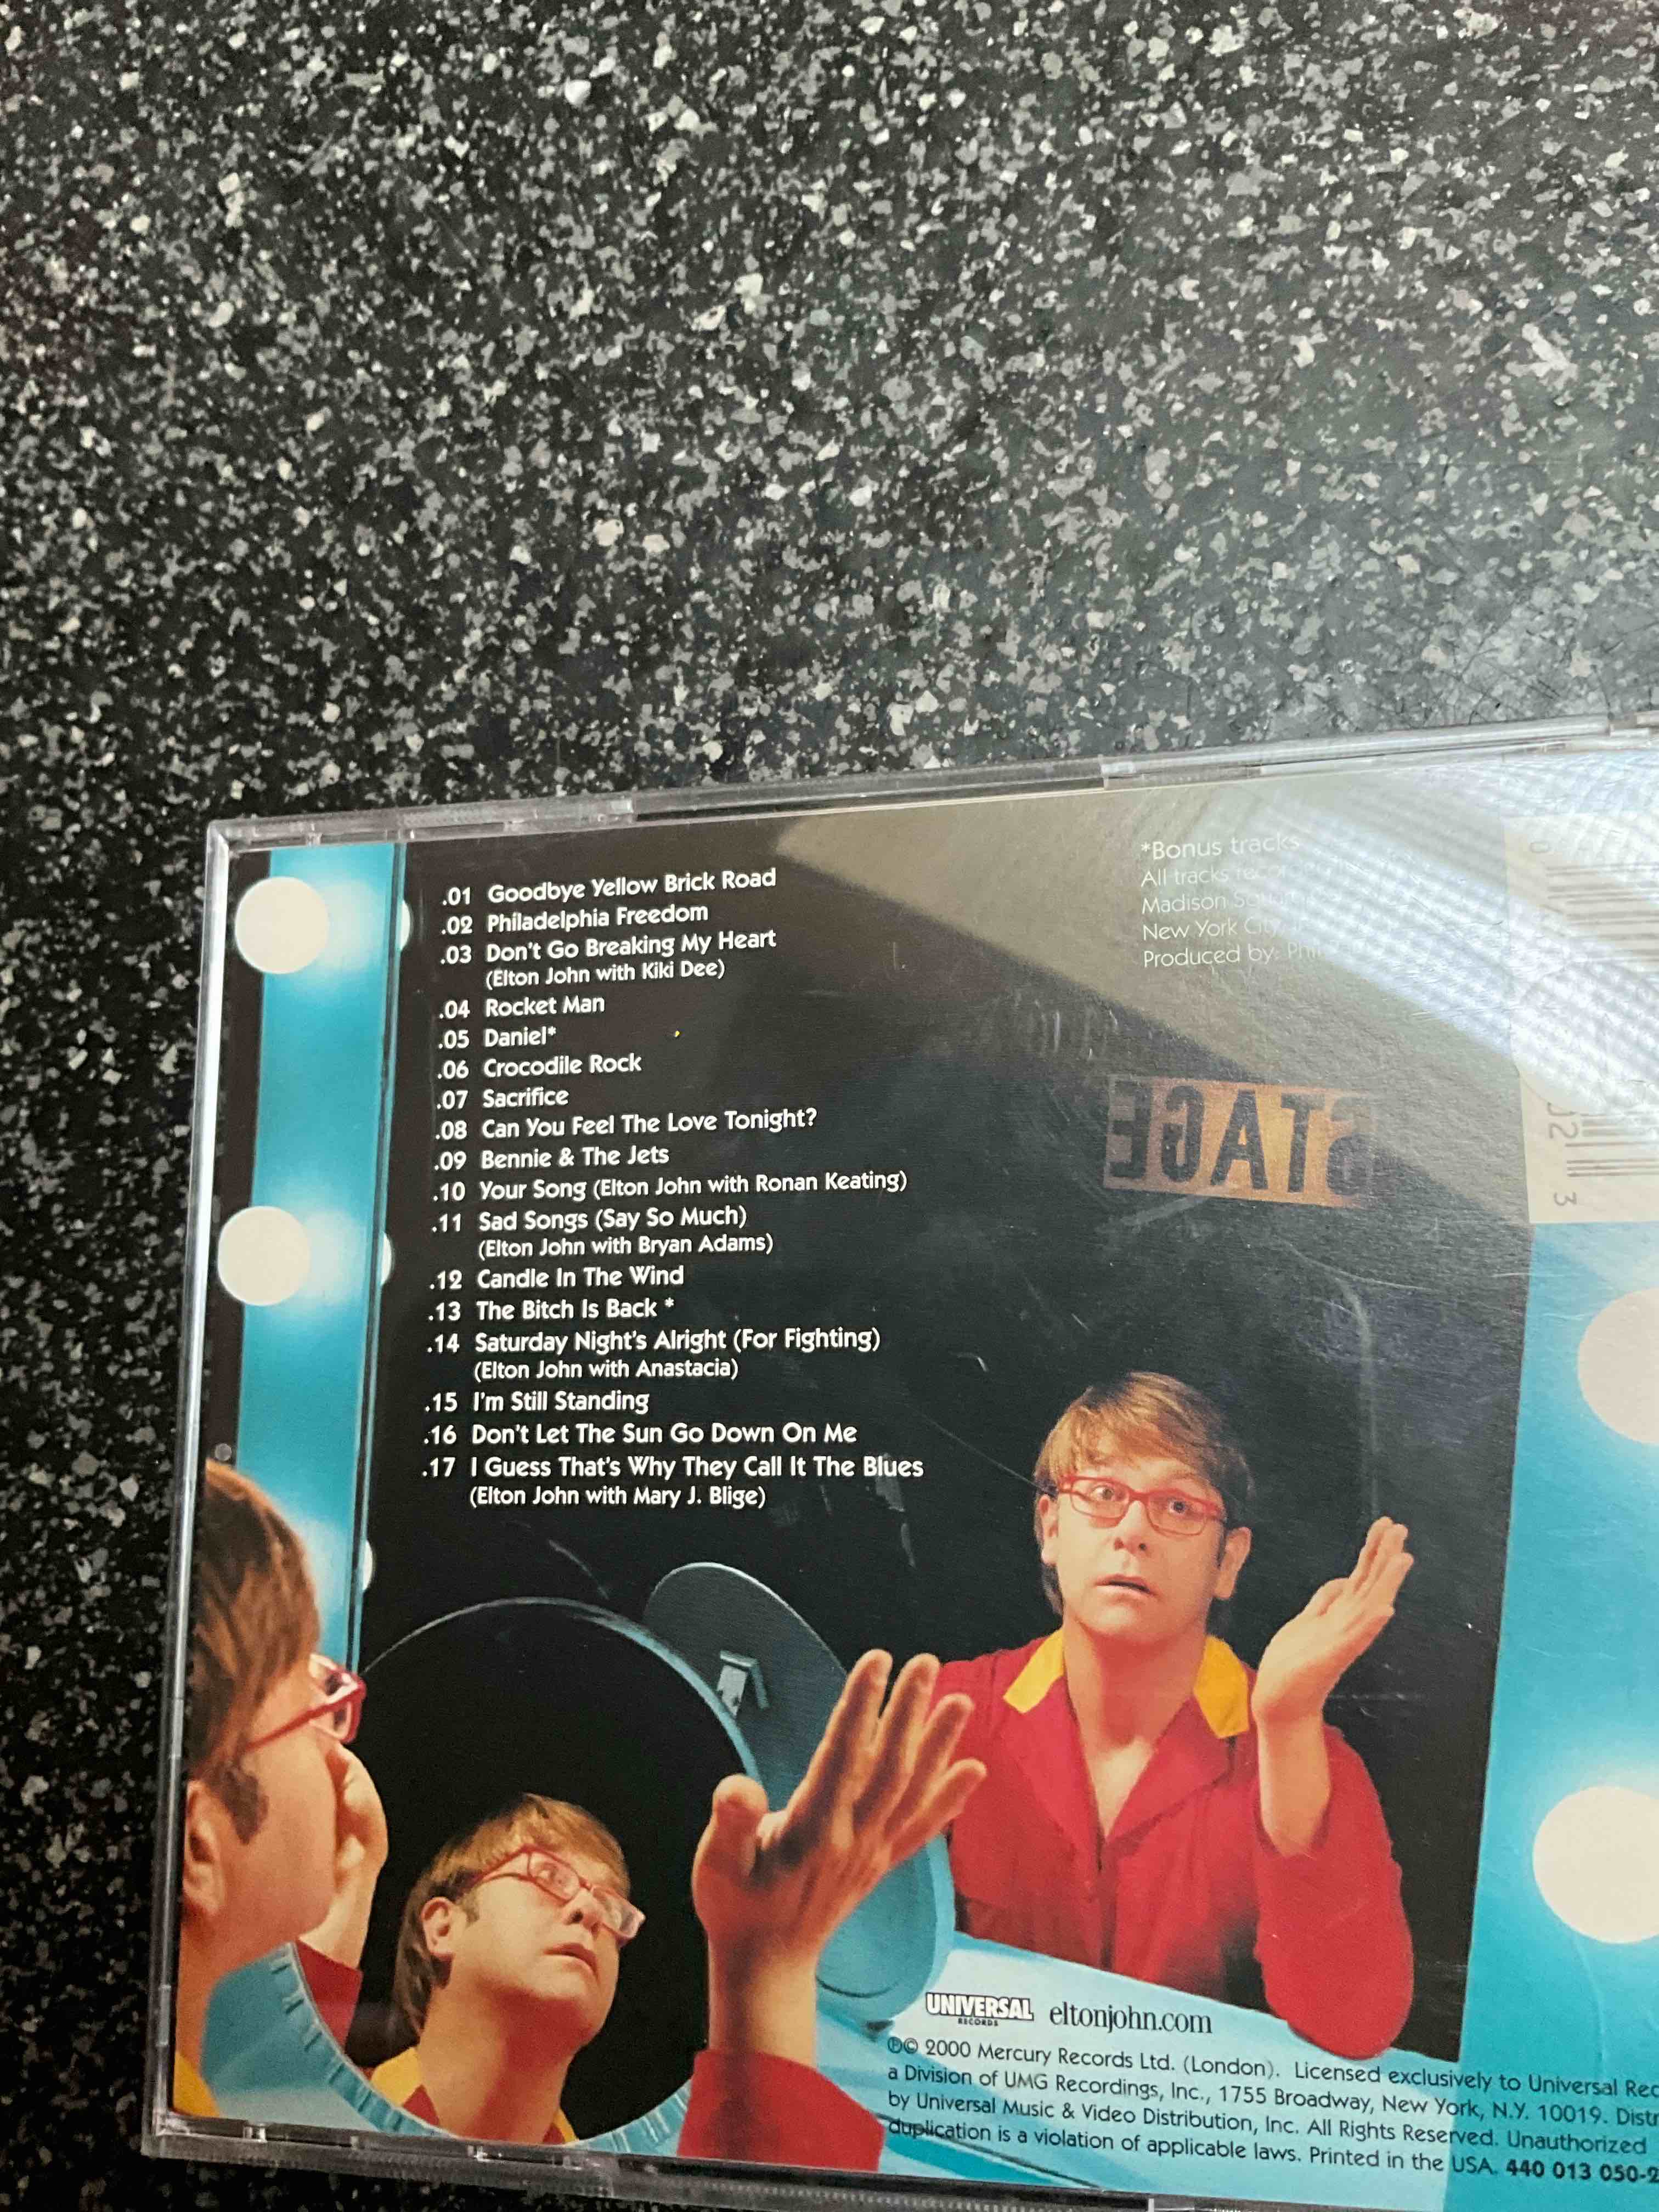 .01 Goodbye Yellow Brick Road
.02 Philadelphia Freedom
.03 Don't Go Breaking My Heart
(Elton John with Kiki Dee)
.04 Rocket Man
.05 Daniel*
.06 Crocodile Rock
.07 Sacrifice
.08 Can You Feel The Love Tonight?
.09 Bennie & The Jets
.10 Your Song (Elton John with Ronan Keating)
.11 Sad Songs (Say So Much)
(Elton John with Bryan Adams)
.12 Candle In The Wind
.13 The Bitch Is Back *
.14 Saturday Night's Alright (For Fighting)
(Elton John with Anastacia)
.15 I'm Still Standing
.16 Don't Let The Sun Go Down On Me
.17 I Guess That's Why They Call It The Blues
(Elton John with Mary J. Blige)
*Bonus tracks
All tracks
Madison
New York City
Produced by:
STAGE
UNIVERSAL
RECORDS
eltonjohn.com
℗© 2000 Mercury Records Ltd. (London). Licensed exclusively to Universal Rec
a Division of UMG Recordings, Inc., 1755 Broadway, New York, N.Y. 10019. Distr
by Universal Music & Video Distribution, Inc. All Rights Reserved. Unauthorized
duplication is a violation of applicable laws. Printed in the USA. 440 013 050-2